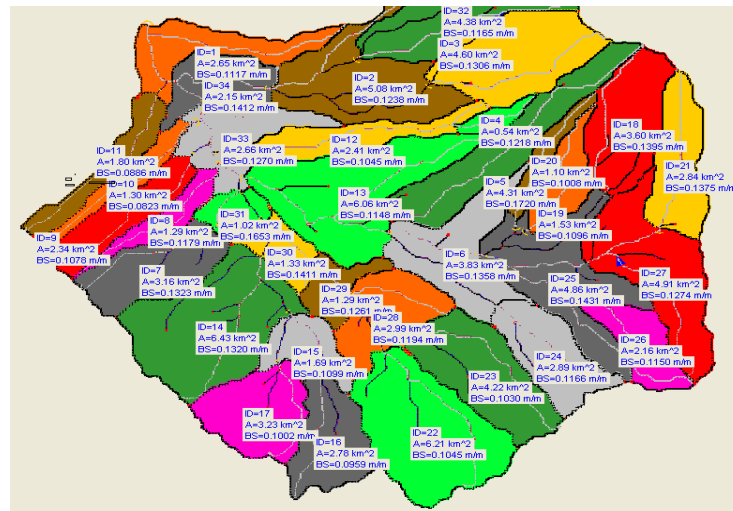 ID=32
A=4.38 km^2
BS=0.1165 m/m
ID=3
A=4.60 km^2
BS=0.1306 m/m
ID=1
A=2.65 km^2
BS=0.1117 m/m
ID=34
A=2.15 km^2
BS=0.1412 m/m
ID=2
A=5.08 km^2
BS=0.1238 m/m
ID=4
A=0.54 km^2
BS=0.1218 m/m
ID=18
A=3.60 km^2
BS=0.1395 m/m
ID=33
A=2.66 km^2
BS=0.1270 m/m
ID=12
A=2.41 km^2
BS=0.1045 m/m
ID=11
A=1.80 km^2
BS=0.0886 m/m
ID=20
A=1.10 km^2
BS=0.1008 m/m
ID=21
A=2.84 km^2
BS=0.1375 m/m
ID=10
A=1.30 km^2
BS=0.0823 m/m
ID=13
A=6.06 km^2
BS=0.1148 m/m
ID=5
A=4.31 km^2
BS=0.1720 m/m
ID=31
A=1.02 km^2
BS=0.1653 m/m
ID=19
A=1.53 km^2
BS=0.1096 m/m
ID=8
A=1.29 km^2
BS=0.1179 m/m
ID=9
A=2.34 km^2
BS=0.1078 m/m
ID=30
A=1.33 km^2
BS=0.1411 m/m
ID=6
A=3.83 km^2
BS=0.1358 m/m
ID=7
A=3.16 km^2
BS=0.1323 m/m
ID=25
A=4.86 km^2
BS=0.1431 m/m
ID=27
A=4.91 km^2
BS=0.1274 m/m
ID=29
A=1.29 km^2
BS=0.1261 m/m
ID=28
A=2.99 km^2
BS=0.1194 m/m
ID=14
A=6.43 km^2
BS=0.1320 m/m
ID=26
A=2.16 km^2
BS=0.1150 m/m
ID=15
A=1.69 km^2
BS=0.1099 m/m
ID=24
A=2.89 km^2
BS=0.1166 m/m
ID=23
A=4.22 km^2
BS=0.1030 m/m
ID=17
A=3.23 km^2
BS=0.1002 m/m
ID=22
A=6.21 km^2
BS=0.1045 m/m
ID=16
A=2.78 km^2
BS=0.0959 m/m